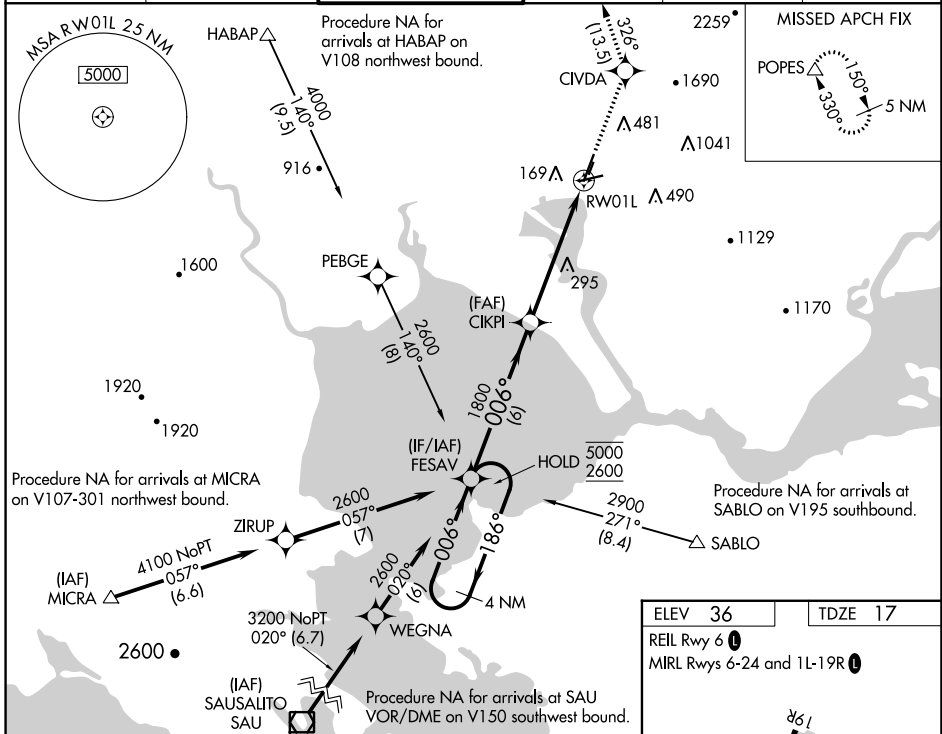 MSA RW01L 25 NM
5000
HABAP
Procedure NA for
arrivals at HABAP on
V108 northwest bound.
4000
140°
(9.5)
916
326°
(13.5)
CIVDA
2259
1690
481
1041
169
RW01L
490
MISSED APCH FIX
POPES
150°
330°
5 NM
1129
1170
295
1600
PEBGE
2600
140°
(8)
(FAF)
CIKPI
1800
006°
(6)
1920
1920
(IF/IAF)
FESAV
HOLD
5000
2600
Procedure NA for arrivals at MICRA
on V107-301 northwest bound.
Procedure NA for arrivals at
SABLO on V195 southbound.
2900
271°
(8.4)
SABLO
ZIRUP
2600
057°
(7)
4100 NoPT
057°
(6.6)
(IAF)
MICRA
006°
186°
4 NM
2600
020°
(6)
WEGNA
3200 NoPT
020° (6.7)
2600
(IAF)
SAUSALITO
SAU
Procedure NA for arrivals at SAU
VOR/DME on V150 southwest bound.
ELEV 36
TDZE 17
REIL Rwy 6 L
MIRL Rwys 6-24 and 1L-19R L
19R